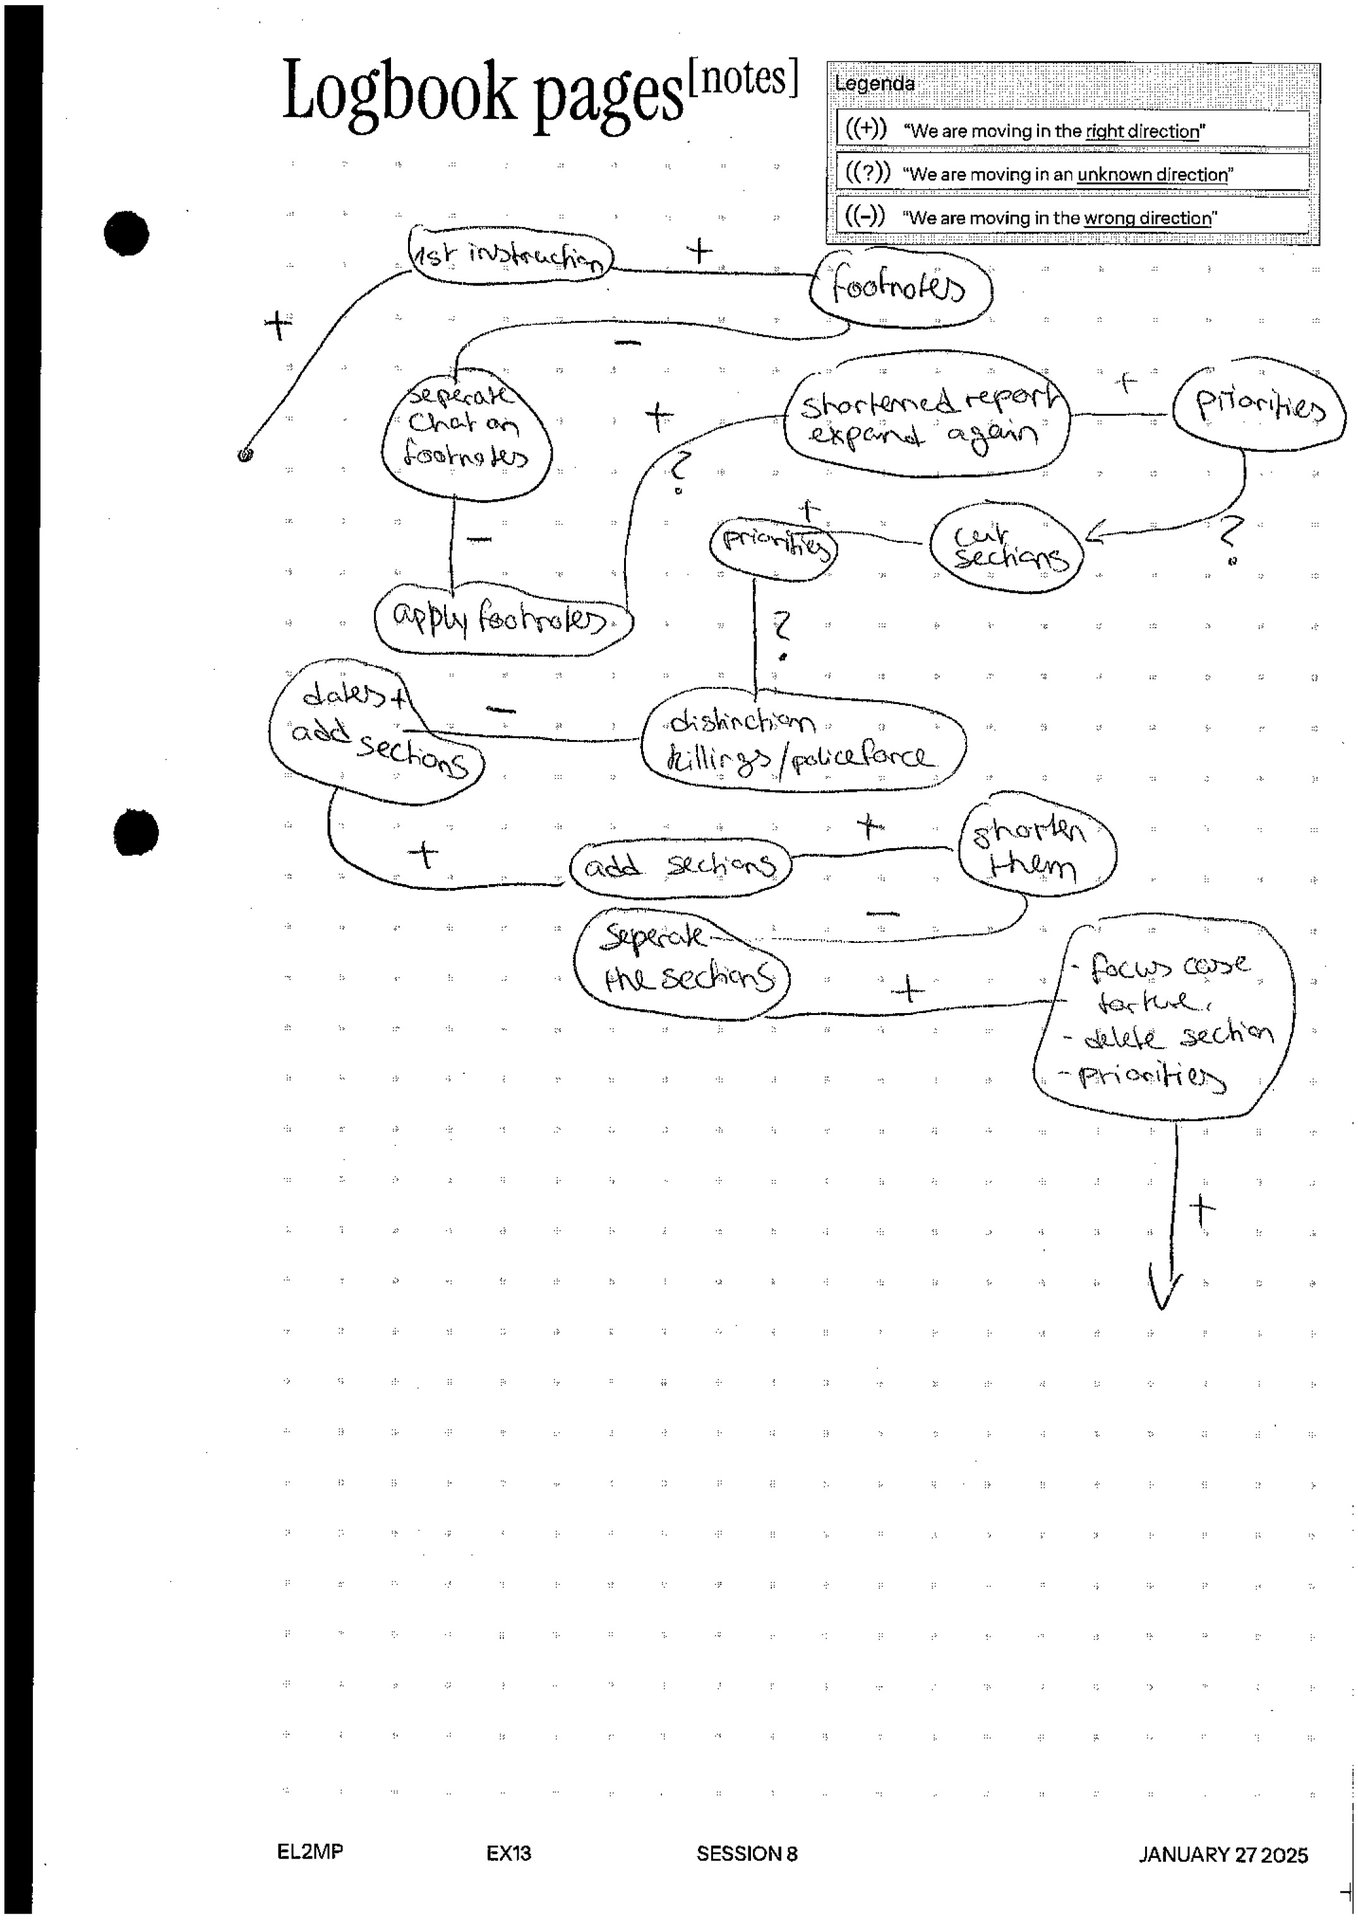 Logbook pages[notes]
Legenda
((+)) "We are moving in the right direction"
((?)) "We are moving in an unknown direction"
((-)) "We are moving in the wrong direction"
1st instruction
+
footnotes
+
-
seperate
chat on
footnotes
+
shortened report
expand again
+
priorities
?
-
priorities
+
cut
sections
?
apply footnotes
?
dates +
add sections
-
distinction
killings/policeforce
+
add sections
+
shorten
them
-
seperate
the sections
+
- focus case
torture.
- delete section
- priorities
+
EL2MP EX13 SESSION 8 JANUARY 27 2025